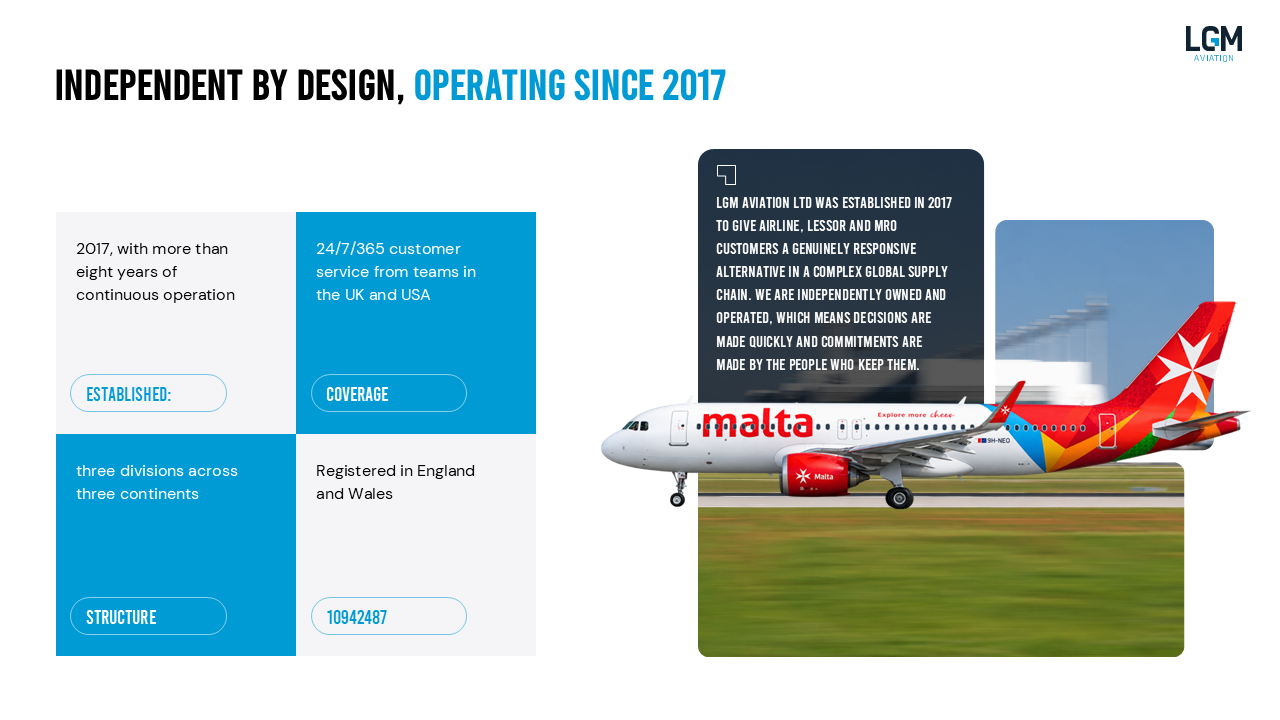 LGM
AVIATION
INDEPENDENT BY DESIGN, OPERATING SINCE 2017
2017, with more than
eight years of
continuous operation
ESTABLISHED:
24/7/365 customer
service from teams in
the UK and USA
COVERAGE
three divisions across
three continents
STRUCTURE
Registered in England
and Wales
10942487
LGM AVIATION LTD WAS ESTABLISHED IN 2017
TO GIVE AIRLINE, LESSOR AND MRO
CUSTOMERS A GENUINELY RESPONSIVE
ALTERNATIVE IN A COMPLEX GLOBAL SUPPLY
CHAIN. WE ARE INDEPENDENTLY OWNED AND
OPERATED, WHICH MEANS DECISIONS ARE
MADE QUICKLY AND COMMITMENTS ARE
MADE BY THE PEOPLE WHO KEEP THEM.
malta
Explore more cheers
9H-NEO
Malta